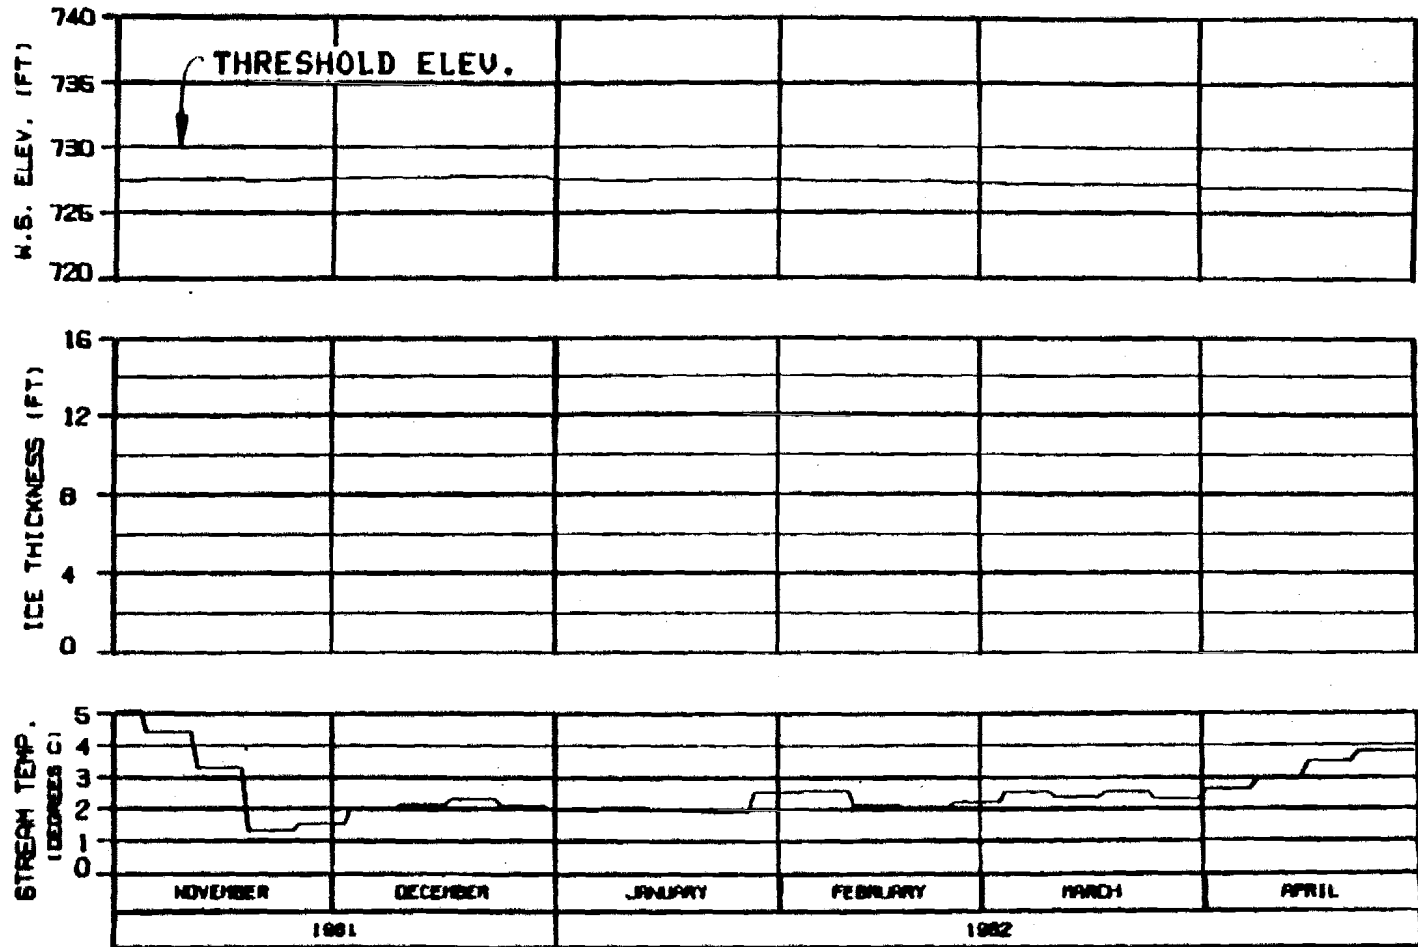 740
THRESHOLD ELEV.
735
730
725
720
W.S. ELEV. (FT)
16
12
8
4
0
ICE THICKNESS (FT)
5
4
3
2
1
0
STREAM TEMP.
(DEGREES C)
NOVEMBER DECEMBER JANUARY FEBRUARY MARCH APRIL
1981 1982